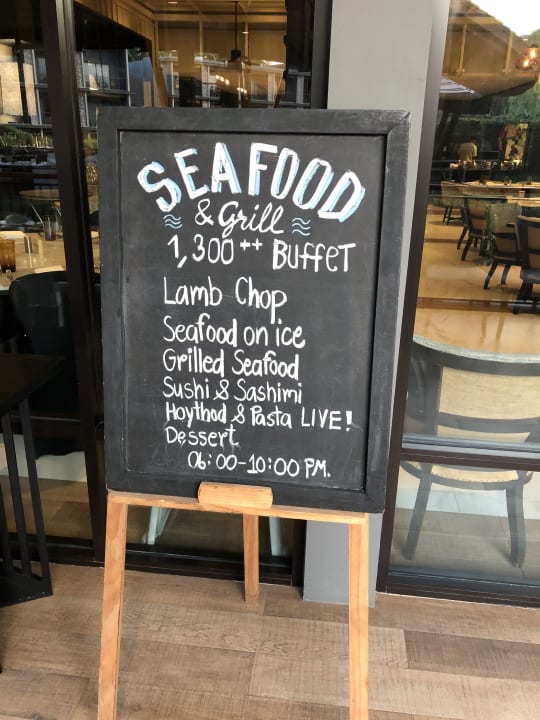 SEAFOOD
& Grill
1,300++ Buffet
Lamb Chop
Seafood on ice
Grilled Seafood
Sushi & Sashimi
Hoythod & Pasta LIVE!
Dessert
06:00-10:00 PM.